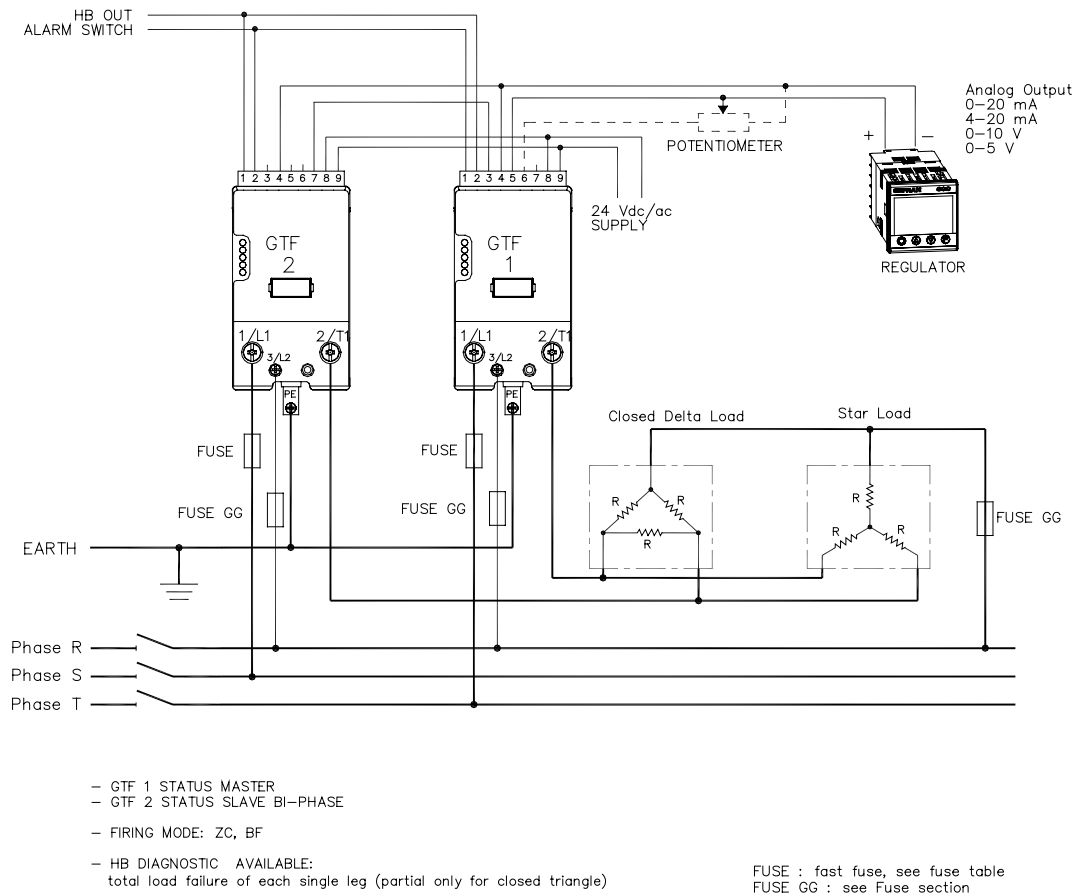 HB OUT
ALARM SWITCH
Analog Output
0-20 mA
4-20 mA
0-10 V
0-5 V
+ −
POTENTIOMETER
1 2 3 4 5 6 7 8 9
1 2 3 4 5 6 7 8 9
24 Vdc/ac
SUPPLY
GEFRAN 600
REGULATOR
GTF
2
GTF
1
1/L1
2/T1
3/L2
1/L1
2/T1
3/L2
PE
PE
Closed Delta Load
Star Load
FUSE
FUSE
R
R
R
R
R
R
FUSE GG
FUSE GG
FUSE GG
EARTH
Phase R
Phase S
Phase T
– GTF 1 STATUS MASTER
– GTF 2 STATUS SLAVE BI-PHASE
– FIRING MODE: ZC, BF
– HB DIAGNOSTIC AVAILABLE:
total load failure of each single leg (partial only for closed triangle)
FUSE : fast fuse, see fuse table
FUSE GG : see Fuse section